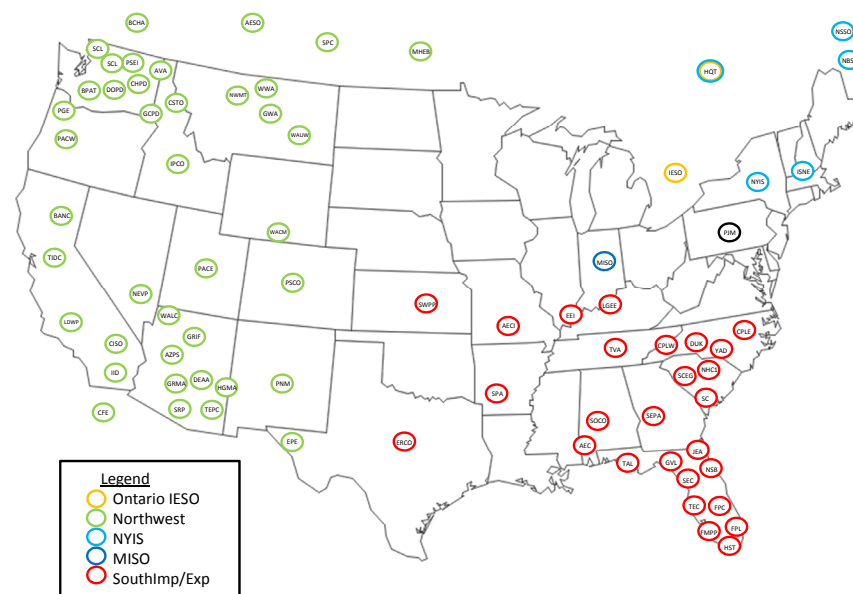 BCHA
AESO
SPC
MHEB
NSSO
NBS
HQT
SCL
SCL
PSEI
AVA
BPAT
DOPD
CHPD
CSTO
NWMT
WWA
GWA
WAUW
PGE
GCPD
PACW
IPCO
IESO
NYIS
ISNE
BANC
WACM
PJM
TIDC
PACE
PSCO
MISO
NEVP
SWPP
LDWP
WALC
EEI
LGEE
AECI
CISO
GRIF
CPLE
AZPS
TVA
CPLW
DUK
YAD
IID
GRMA
DEAA
HGMA
PNM
SPA
SCEG
NHC1
CFE
SRP
TEPC
SC
EPE
ERCO
SOCO
SEPA
AEC
JEA
TAL
GVL
NSB
SEC
TEC
FPC
FMPP
FPL
HST
Legend
Ontario IESO
Northwest
NYIS
MISO
SouthImp/Exp